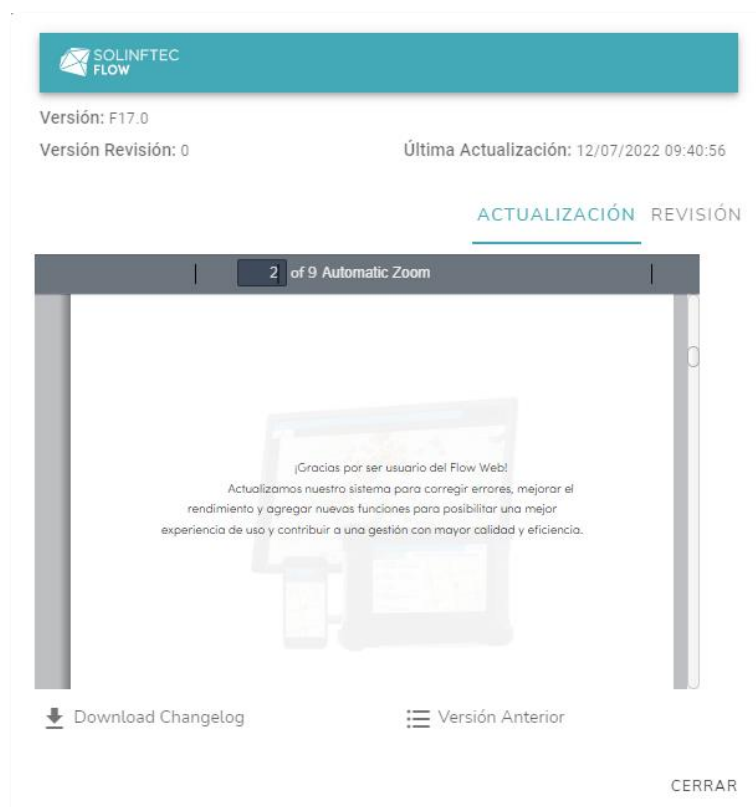 SOLINFTEC
FLOW
Versión: F17.0
Versión Revisión: 0
Última Actualización: 12/07/2022 09:40:56
ACTUALIZACIÓN REVISIÓN
2 of 9 Automatic Zoom
¡Gracias por ser usuario del Flow Web!
Actualizamos nuestro sistema para corregir errores, mejorar el
rendimiento y agregar nuevas funciones para posibilitar una mejor
experiencia de uso y contribuir a una gestión con mayor calidad y eficiencia.
Download Changelog
Versión Anterior
CERRAR